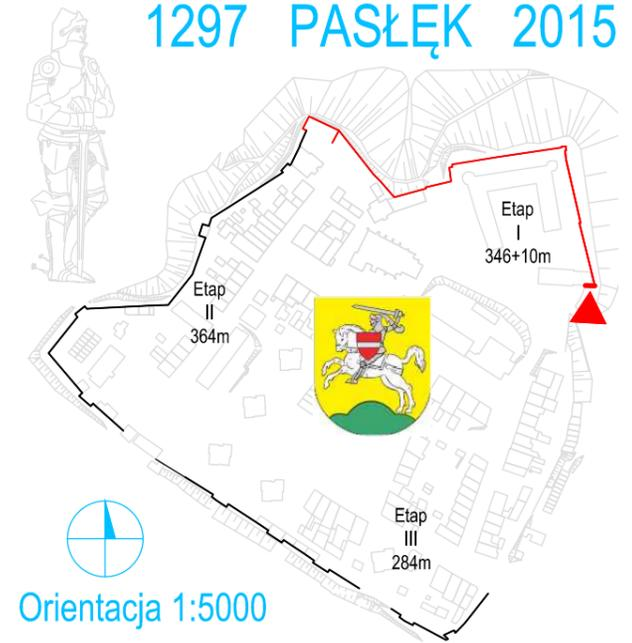 1297 PASŁĘK 2015
Etap
I
346+10m
Etap
II
364m
Etap
III
284m
Orientacja 1:5000